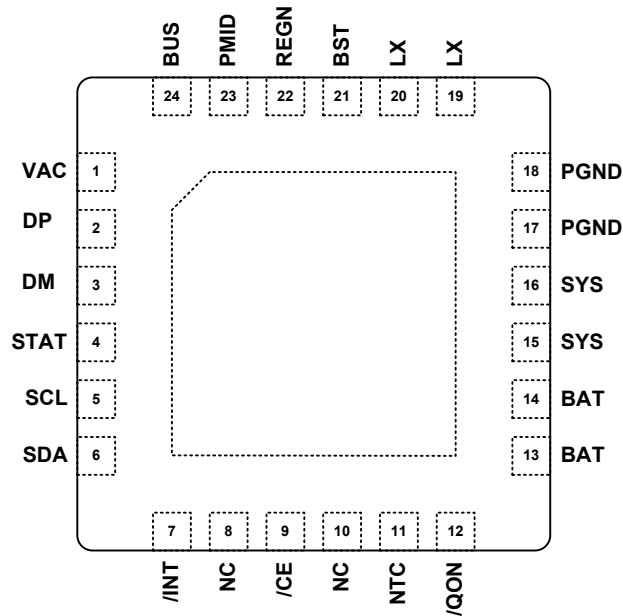 BUS PMID REGN BST LX LX
24 23 22 21 20 19
VAC 1 18 PGND
DP 2 17 PGND
DM 3 16 SYS
STAT 4 15 SYS
SCL 5 14 BAT
SDA 6 13 BAT
7 8 9 10 11 12
/INT NC /CE NC NTC /QON